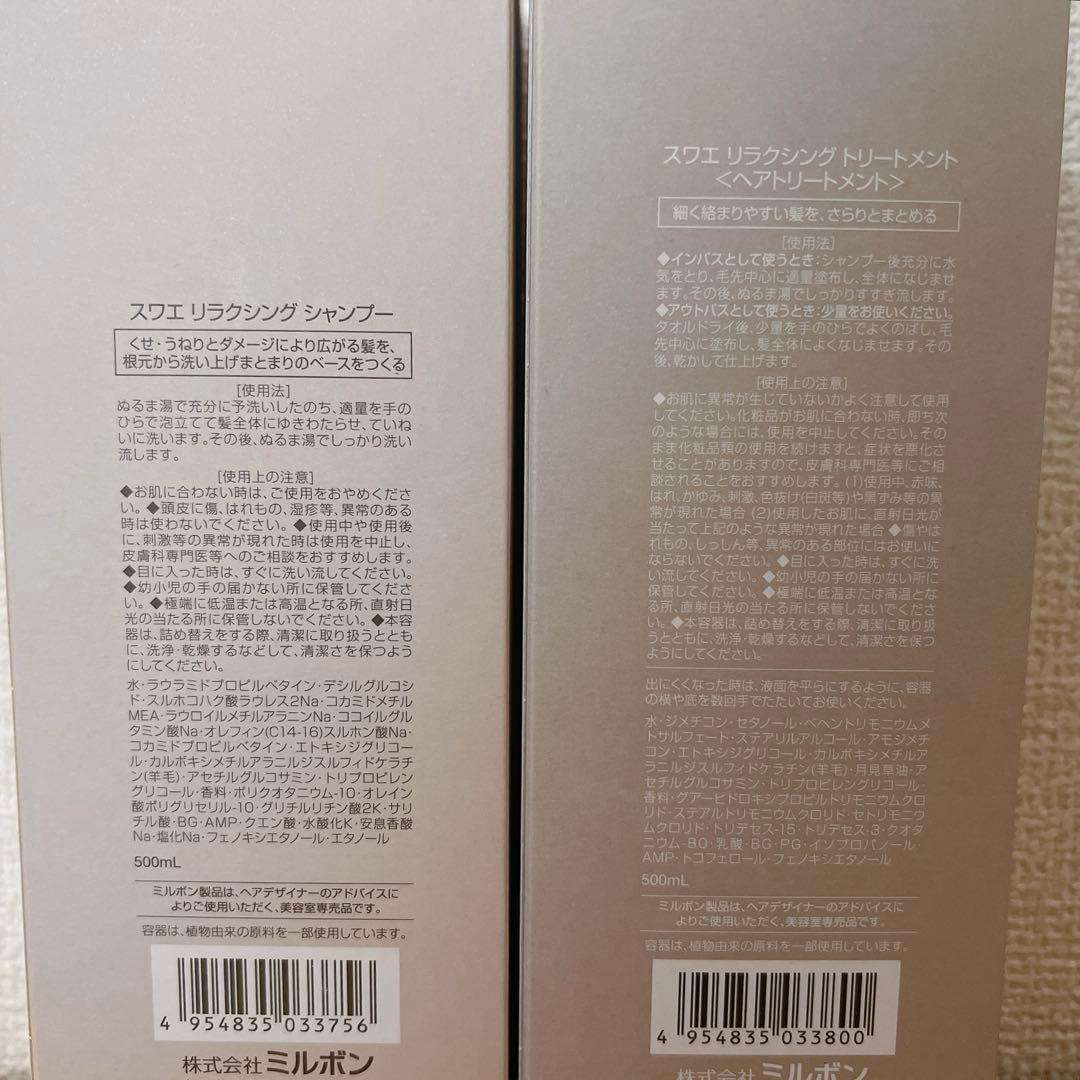 スワエ リラクシング シャンプー
くせ・うねりとダメージにより広がる髪を、
根元から洗い上げまとまりのベースをつくる
[使用法]
ぬるま湯で充分に予洗いしたのち、適量を手の
ひらで泡立てて髪全体にゆきわたらせ、ていね
いに洗います。その後、ぬるま湯でしっかり洗い
流します。
[使用上の注意]
◆お肌に合わない時は、ご使用をおやめくださ
い。◆頭皮に傷、はれもの、湿疹等、異常のある
時は使わないでください。◆使用中や使用後
に、刺激等の異常が現れた時は使用を中止し、
皮膚科専門医等へのご相談をおすすめします。
◆目に入った時は、すぐに洗い流してください。
◆幼小児の手の届かない所に保管してくださ
い。◆極端に低温または高温となる所、直射日
光の当たる所に保管しないでください。◆本容
器は、詰め替えをする際、清潔に取り扱うととも
に、洗浄・乾燥するなどして、清潔さを保つよう
にしてください。
水・ラウラミドプロピルベタイン・デシルグルコシ
ド・スルホコハク酸ラウレス2Na・コカミドメチル
MEA・ラウロイルメチルアラニンNa・ココイルグル
タミン酸Na・オレフィン(C14-16)スルホン酸Na・
コカミドプロピルベタイン・エトキシジグリコー
ル・カルボキシメチルアラニルジスルフィドケラチ
ン(羊毛)・アセチルグルコサミン・トリプロピレン
グリコール・香料・ポリクオタニウム-10・オレイン
酸ポリグリセリル-10・グリチルリチン酸2K・サリ
チル酸・BG・AMP・クエン酸・水酸化K・安息香酸
Na・塩化Na・フェノキシエタノール・エタノール
500mL
ミルボン製品は、ヘアデザイナーのアドバイスに
よりご使用いただく、美容室専売品です。
容器は、植物由来の原料を一部使用しています。
4 954835 033756
株式会社 ミルボン
スワエ リラクシング トリートメント
<ヘアトリートメント>
細く絡まりやすい髪を、さらりとまとめる
[使用法]
◆インバスとして使うとき:シャンプー後充分に水
気をとり、毛先中心に適量塗布し、全体になじませ
ます。その後、ぬるま湯でしっかりすすぎ流します。
◆アウトバスとして使うとき:少量をお使いください。
タオルドライ後、少量を手のひらでよくのばし、毛
先中心に塗布し、髪全体によくなじませます。その
後、乾かして仕上げます。
[使用上の注意]
◆お肌に異常が生じていないかよく注意して使用
してください。化粧品がお肌に合わない時、即ち次
のような場合には、使用を中止してください。その
まま化粧品類の使用を続けますと、症状を悪化さ
せることがありますので、皮膚科専門医等にご相
談されることをおすすめします。(1)使用中、赤味、
はれ、かゆみ、刺激、色抜け(白斑等)や黒ずみ等の異
常が現れた場合 (2)使用したお肌に、直射日光が
当たって上記のような異常が現れた場合 ◆傷やは
れもの、しっしん等、異常のある部位にはお使いに
ならないでください。◆目に入った時は、すぐに洗
い流してください。◆幼小児の手の届かない所に
保管してください。◆極端に低温または高温とな
る所、直射日光の当たる所に保管しないでくださ
い。◆本容器は、詰め替えをする際、清潔に取り扱
うとともに、洗浄・乾燥するなどして、清潔さを保つ
ようにしてください。
出にくくなった時は、液面を平らにするように、容器
の横や底を数回手でたたいてお使いください。
水・ジメチコン・セタノール・ベヘントリモニウムメ
トサルフェート・ステアリルアルコール・アモジメチ
コン・エトキシジグリコール・カルボキシメチルア
ラニルジスルフィドケラチン(羊毛)・月見草油・ア
セチルグルコサミン・トリプロピレングリコール・
香料・グアーヒドロキシプロピルトリモニウムクロ
リド・ステアルトリモニウムクロリド・セトリモニウ
ムクロリド・トリデセス-15・トリデセス-3・クオタ
ニウム-80・乳酸・BG・PG・イソプロパノール・
AMP・トコフェロール・フェノキシエタノール
500mL
ミルボン製品は、ヘアデザイナーのアドバイスに
よりご使用いただく、美容室専売品です。
容器は、植物由来の原料を一部使用しています。
4 954835 033800
株式会社 ミルボン